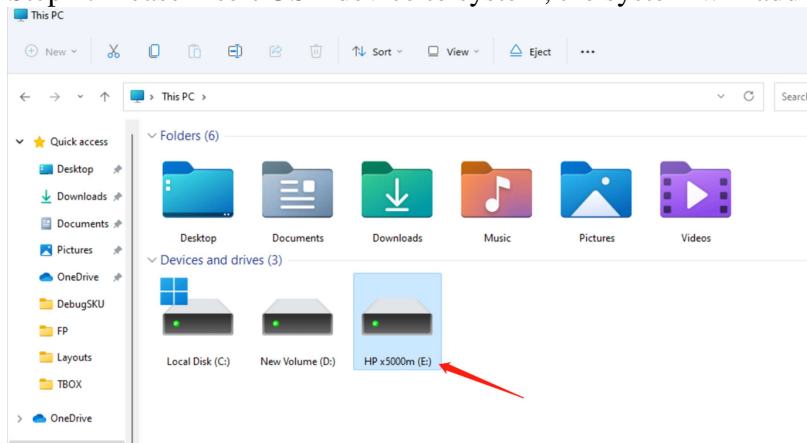 This PC
New
Sort
View
Eject
This PC
Quick access
Folders (6)
Desktop
Downloads
Documents
Pictures
OneDrive
DebugSKU
FP
Layouts
TBOX
OneDrive
Desktop
Documents
Downloads
Music
Pictures
Videos
Devices and drives (3)
Local Disk (C:)
New Volume (D:)
HP x5000m (E:)